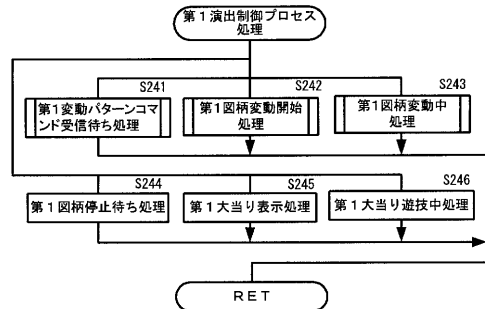 第１演出制御プロセス
処理
S241
第１変動パターンコマ
ンド受信待ち処理
S242
第１図柄変動開始
処理
S243
第１図柄変動中
処理
S244
第１図柄停止待ち処理
S245
第１大当り表示処理
S246
第１大当り遊技中処理
ＲＥＴ